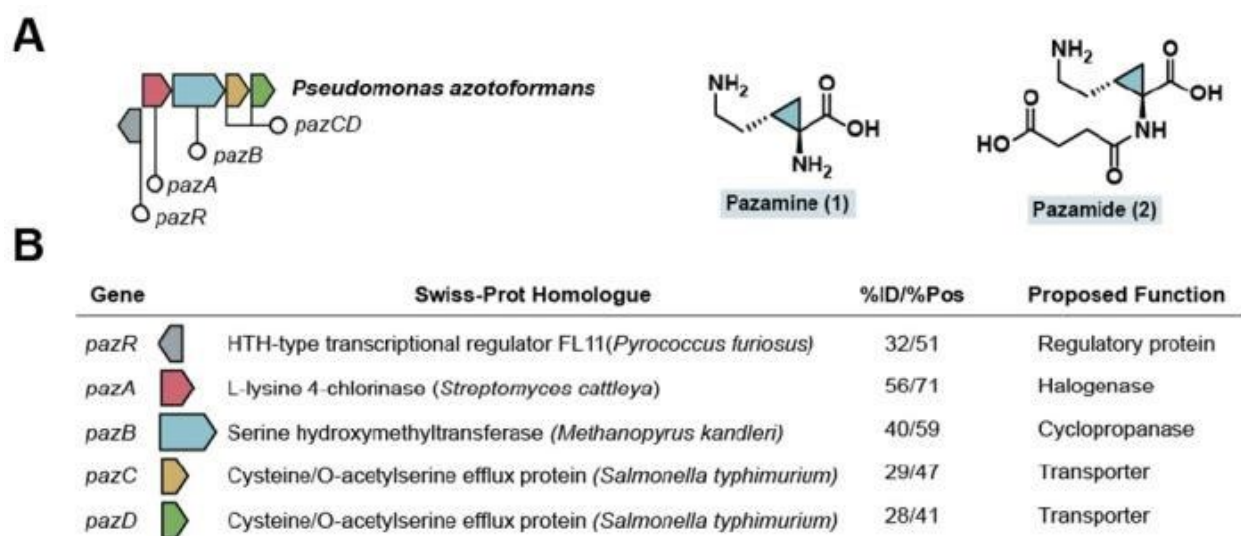 A
Pseudomonas azotoformans
pazCD
pazB
pazA
pazR
NH2
O
OH
NH2
Pazamine (1)
NH2
O
OH
O
HO
NH
O
Pazamide (2)
B
Gene Swiss-Prot Homologue %ID/%Pos Proposed Function
pazR HTH-type transcriptional regulator FL11(Pyrococcus furiosus) 32/51 Regulatory protein
pazA L-lysine 4-chlorinase (Streptomyces cattleya) 56/71 Halogenase
pazB Serine hydroxymethyltransferase (Methanopyrus kandleri) 40/59 Cyclopropanase
pazC Cysteine/O-acetylserine efflux protein (Salmonella typhimurium) 29/47 Transporter
pazD Cysteine/O-acetylserine efflux protein (Salmonella typhimurium) 28/41 Transporter